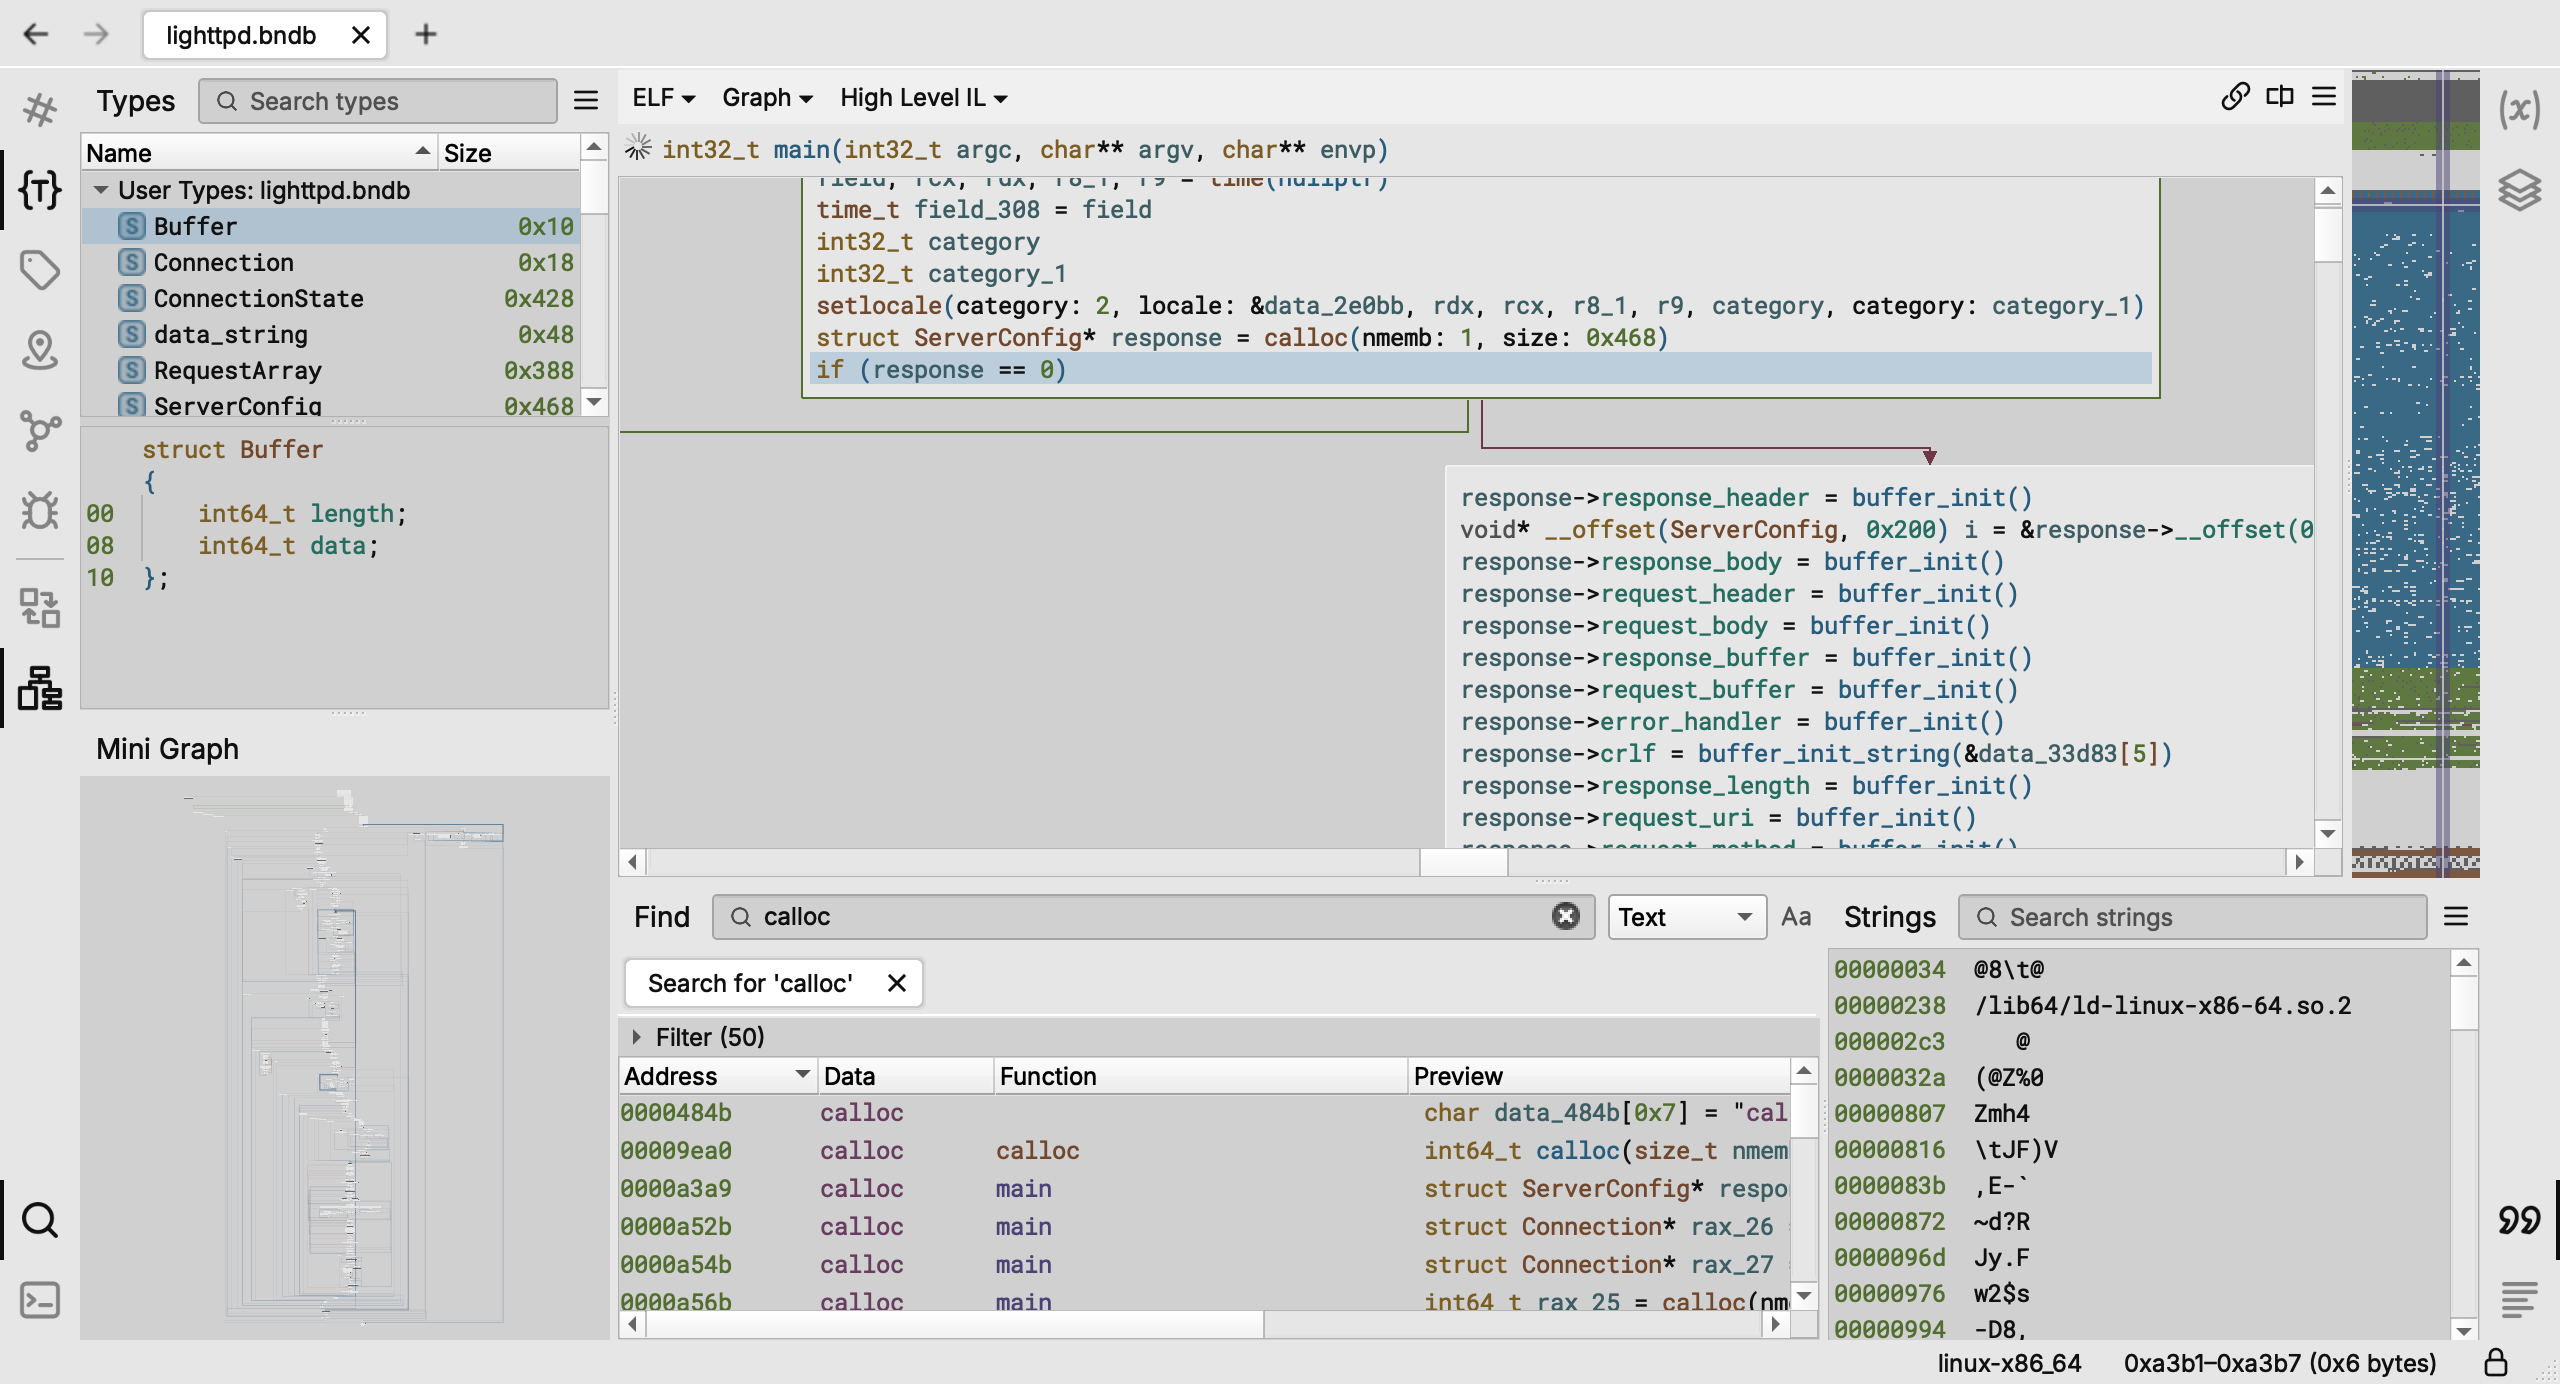 lighttpd.bndb
Types
Search types
Name Size
User Types: lighttpd.bndb
S Buffer 0x10
S Connection 0x18
S ConnectionState 0x428
S data_string 0x48
S RequestArray 0x388
S ServerConfig 0x468
struct Buffer
{
00 int64_t length;
08 int64_t data;
10 };
Mini Graph
ELF Graph High Level IL
int32_t main(int32_t argc, char** argv, char** envp)
field, rcx, rdx, r8_1, r9 = time(nullptr)
time_t field_308 = field
int32_t category
int32_t category_1
setlocale(category: 2, locale: &data_2e0bb, rdx, rcx, r8_1, r9, category, category: category_1)
struct ServerConfig* response = calloc(nmemb: 1, size: 0x468)
if (response == 0)
response->response_header = buffer_init()
void* __offset(ServerConfig, 0x200) i = &response->__offset(0
response->response_body = buffer_init()
response->request_header = buffer_init()
response->request_body = buffer_init()
response->response_buffer = buffer_init()
response->request_buffer = buffer_init()
response->error_handler = buffer_init()
response->crlf = buffer_init_string(&data_33d83[5])
response->response_length = buffer_init()
response->request_uri = buffer_init()
response->request_method = buffer_init()
Find
calloc
Text
Aa
Search for 'calloc'
Filter (50)
Address Data Function Preview
0000484b calloc char data_484b[0x7] = "cal
00009ea0 calloc calloc int64_t calloc(size_t nmem
0000a3a9 calloc main struct ServerConfig* respo
0000a52b calloc main struct Connection* rax_26
0000a54b calloc main struct Connection* rax_27
0000a56b calloc main int64_t rax_25 = calloc(nm
Strings
Search strings
00000034 @8\t@
00000238 /lib64/ld-linux-x86-64.so.2
000002c3 @
0000032a (@Z%0
00000807 Zmh4
00000816 \tJF)V
0000083b ,E-`
00000872 ~d?R
0000096d Jy.F
00000976 w2$s
00000994 -D8,
linux-x86_64 0xa3b1–0xa3b7 (0x6 bytes)